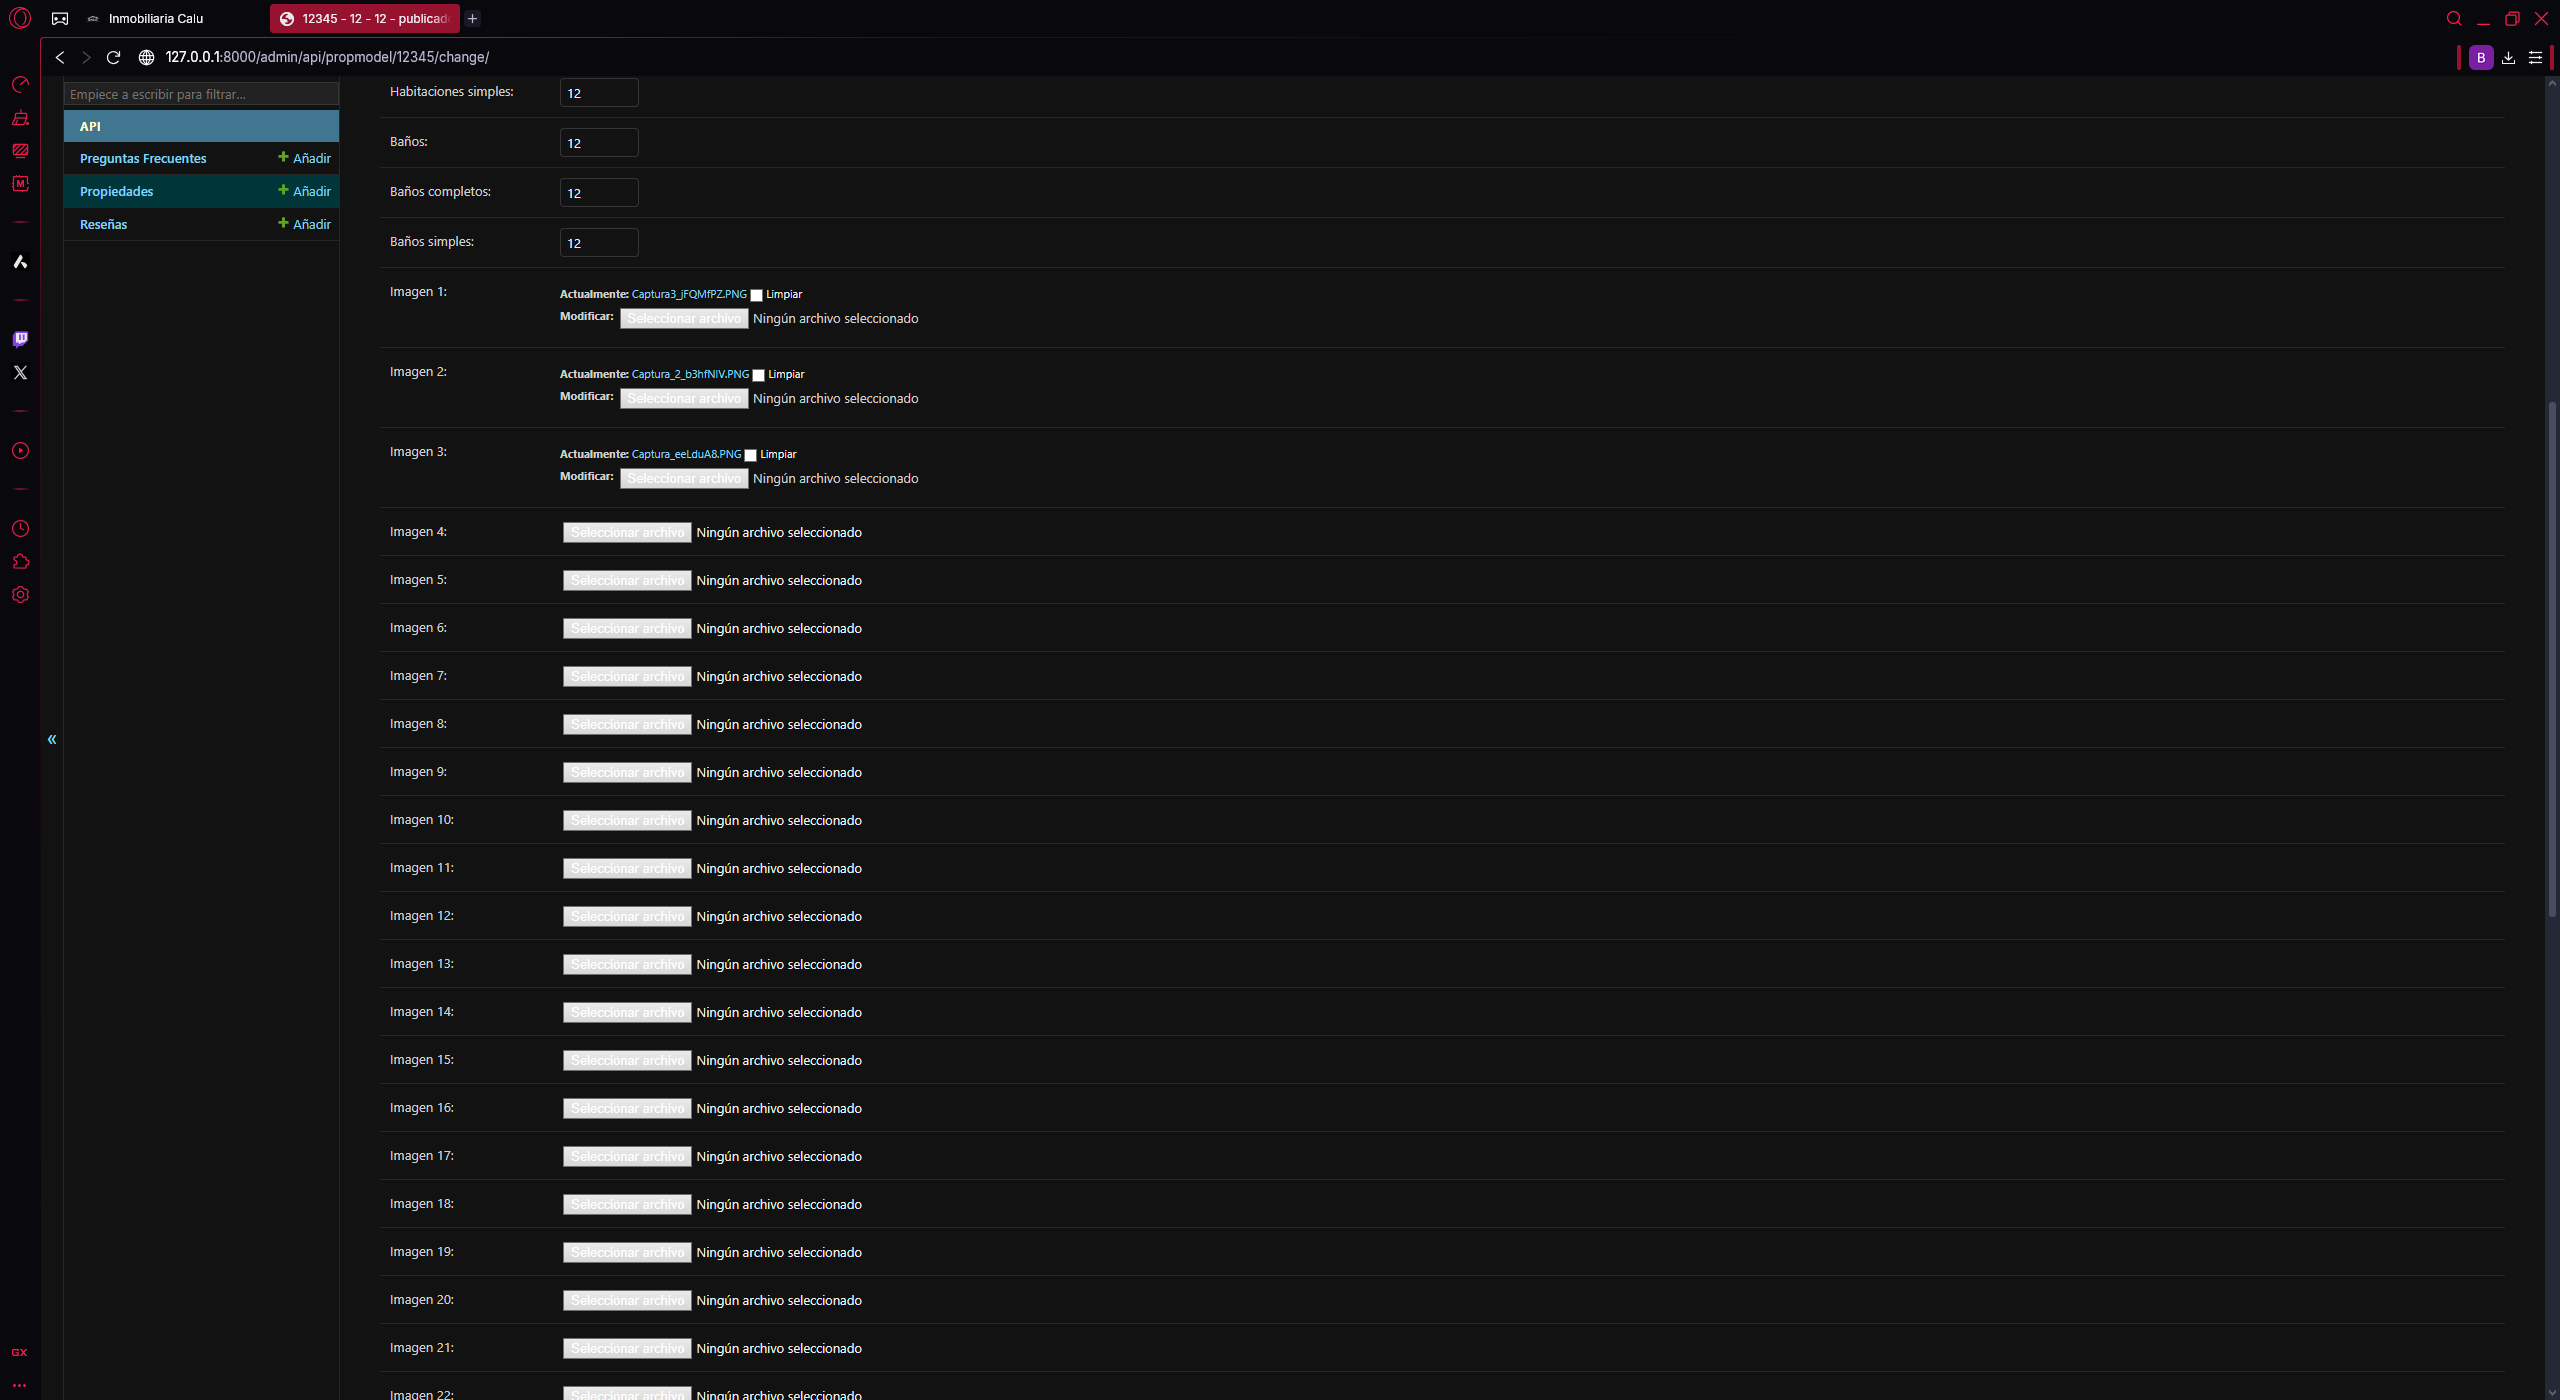 Inmobiliaria Calu
12345 - 12 - 12 - publicad
127.0.0.1:8000/admin/api/propmodel/12345/change/
B
M
GX
Empiece a escribir para filtrar...
API
Preguntas Frecuentes + Añadir
Propiedades + Añadir
Reseñas + Añadir
«
Habitaciones simples: 12
Baños: 12
Baños completos: 12
Baños simples: 12
Imagen 1: Actualmente: Captura3_jFQMfPZ.PNG Limpiar
Modificar: Seleccionar archivo Ningún archivo seleccionado
Imagen 2: Actualmente: Captura_2_b3hfNIV.PNG Limpiar
Modificar: Seleccionar archivo Ningún archivo seleccionado
Imagen 3: Actualmente: Captura_eeLduA8.PNG Limpiar
Modificar: Seleccionar archivo Ningún archivo seleccionado
Imagen 4: Seleccionar archivo Ningún archivo seleccionado
Imagen 5: Seleccionar archivo Ningún archivo seleccionado
Imagen 6: Seleccionar archivo Ningún archivo seleccionado
Imagen 7: Seleccionar archivo Ningún archivo seleccionado
Imagen 8: Seleccionar archivo Ningún archivo seleccionado
Imagen 9: Seleccionar archivo Ningún archivo seleccionado
Imagen 10: Seleccionar archivo Ningún archivo seleccionado
Imagen 11: Seleccionar archivo Ningún archivo seleccionado
Imagen 12: Seleccionar archivo Ningún archivo seleccionado
Imagen 13: Seleccionar archivo Ningún archivo seleccionado
Imagen 14: Seleccionar archivo Ningún archivo seleccionado
Imagen 15: Seleccionar archivo Ningún archivo seleccionado
Imagen 16: Seleccionar archivo Ningún archivo seleccionado
Imagen 17: Seleccionar archivo Ningún archivo seleccionado
Imagen 18: Seleccionar archivo Ningún archivo seleccionado
Imagen 19: Seleccionar archivo Ningún archivo seleccionado
Imagen 20: Seleccionar archivo Ningún archivo seleccionado
Imagen 21: Seleccionar archivo Ningún archivo seleccionado
Imagen 22: Seleccionar archivo Ningún archivo seleccionado